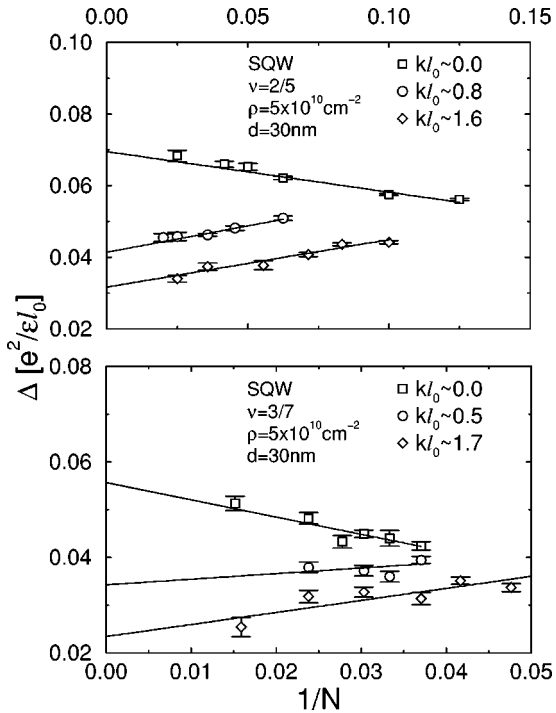 0.00 0.05 0.10 0.15
0.10
SQW
ν=2/5
ρ=5x10¹⁰cm⁻²
d=30nm
kl₀~0.0
kl₀~0.8
kl₀~1.6
0.08
0.06
0.04
0.02
Δ [e²/εl₀]
0.08
SQW
ν=3/7
ρ=5x10¹⁰cm⁻²
d=30nm
kl₀~0.0
kl₀~0.5
kl₀~1.7
0.06
0.04
0.02
0.00 0.01 0.02 0.03 0.04 0.05
1/N